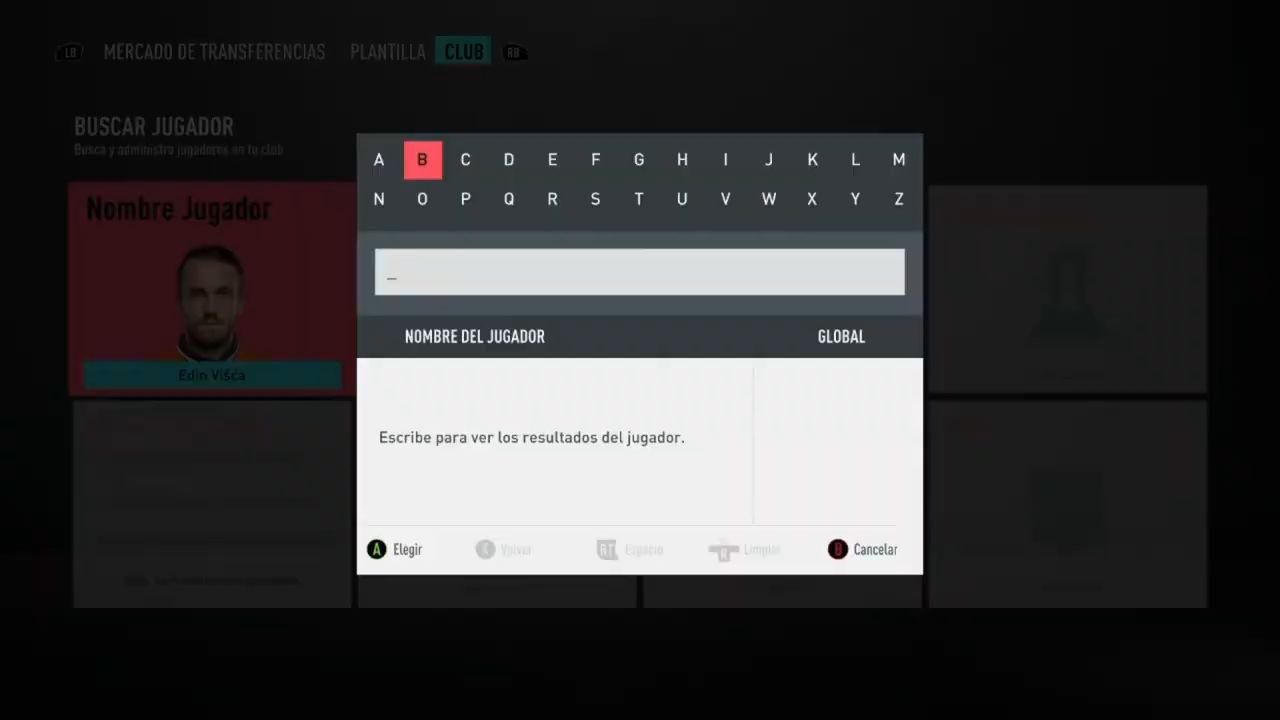 LB MERCADO DE TRANSFERENCIAS PLANTILLA CLUB RB
BUSCAR JUGADOR
Busca y administra jugadores en tu club
Nombre Jugador
Edin Višća
A B C D E F G H I J K L M
N O P Q R S T U V W X Y Z
_
NOMBRE DEL JUGADOR GLOBAL
Escribe para ver los resultados del jugador.
A Elegir X Volver RT Espacio R Limpiar B Cancelar